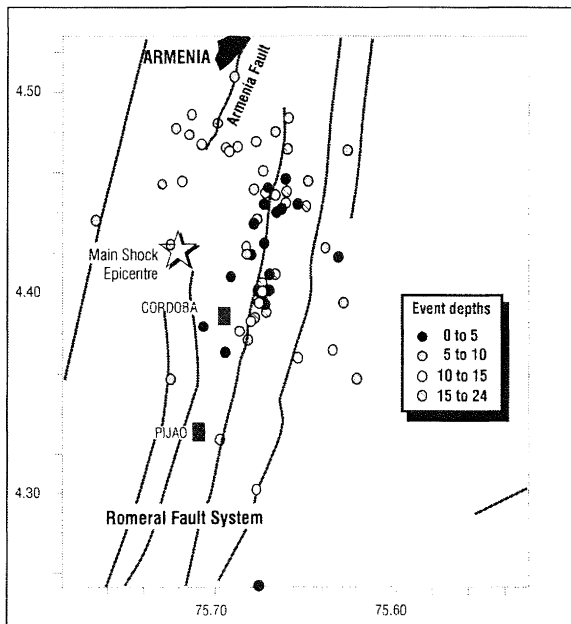 ARMENIA
4.50
Armenia Fault
Main Shock
Epicentre
4.40
CORDOBA
Event depths
0 to 5
5 to 10
10 to 15
15 to 24
PIJAO
4.30
Romeral Fault System
75.70
75.60